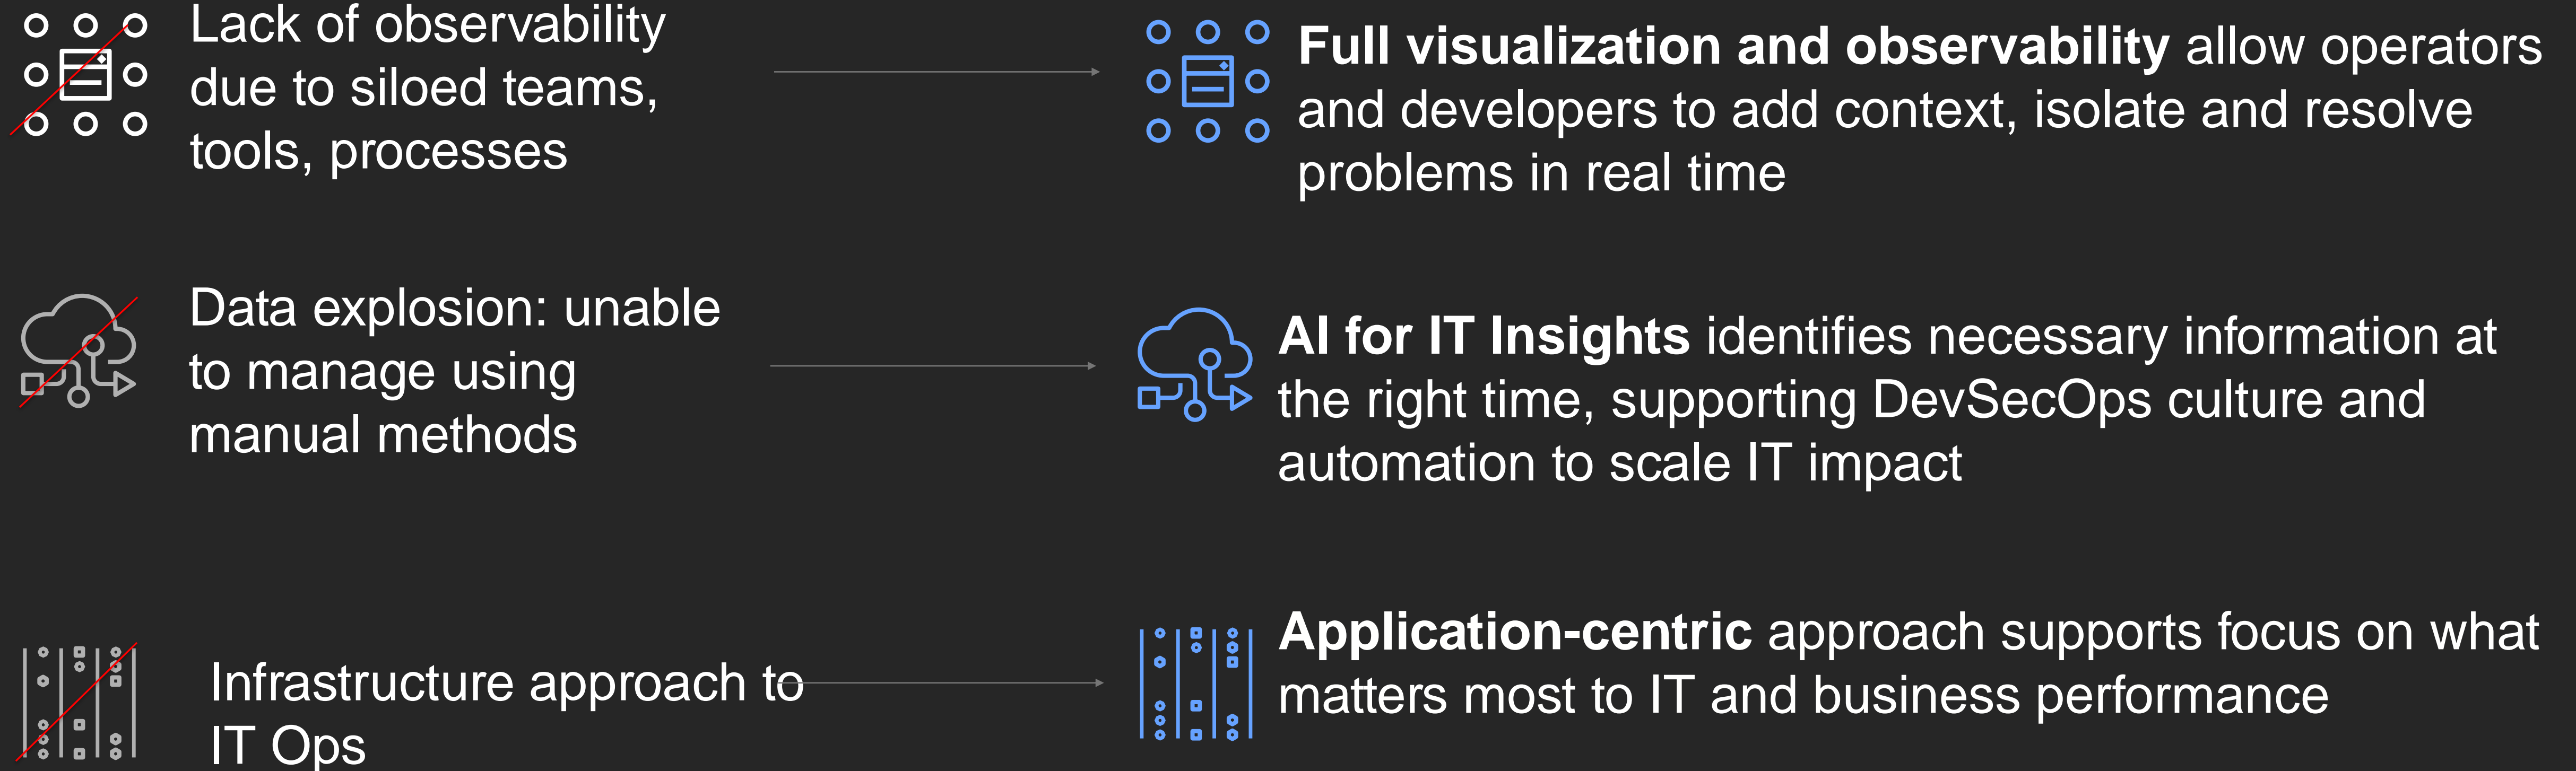 Lack of observability
due to siloed teams,
tools, processes
Full visualization and observability allow operators
and developers to add context, isolate and resolve
problems in real time
Data explosion: unable
to manage using
manual methods
AI for IT Insights identifies necessary information at
the right time, supporting DevSecOps culture and
automation to scale IT impact
Infrastructure approach to
IT Ops
Application-centric approach supports focus on what
matters most to IT and business performance